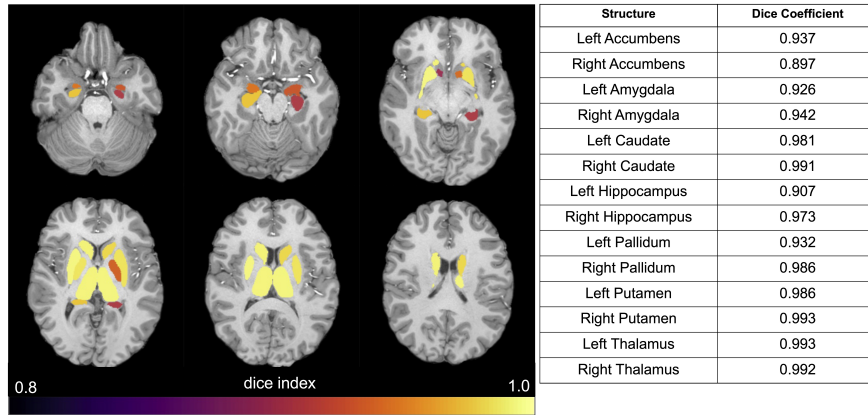 0.8
dice index
1.0
Structure Dice Coefficient
Left Accumbens 0.937
Right Accumbens 0.897
Left Amygdala 0.926
Right Amygdala 0.942
Left Caudate 0.981
Right Caudate 0.991
Left Hippocampus 0.907
Right Hippocampus 0.973
Left Pallidum 0.932
Right Pallidum 0.986
Left Putamen 0.986
Right Putamen 0.993
Left Thalamus 0.993
Right Thalamus 0.992